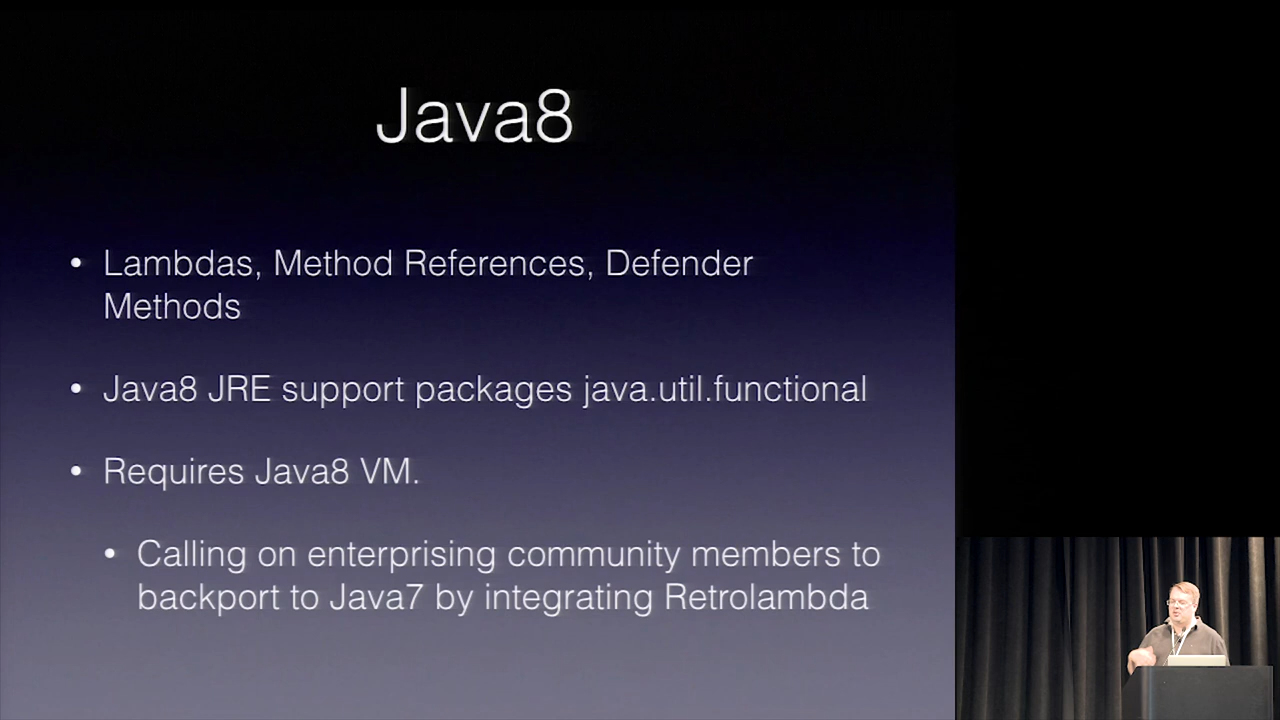 Java8
• Lambdas, Method References, Defender
Methods
• Java8 JRE support packages java.util.functional
• Requires Java8 VM.
• Calling on enterprising community members to
backport to Java7 by integrating Retrolambda